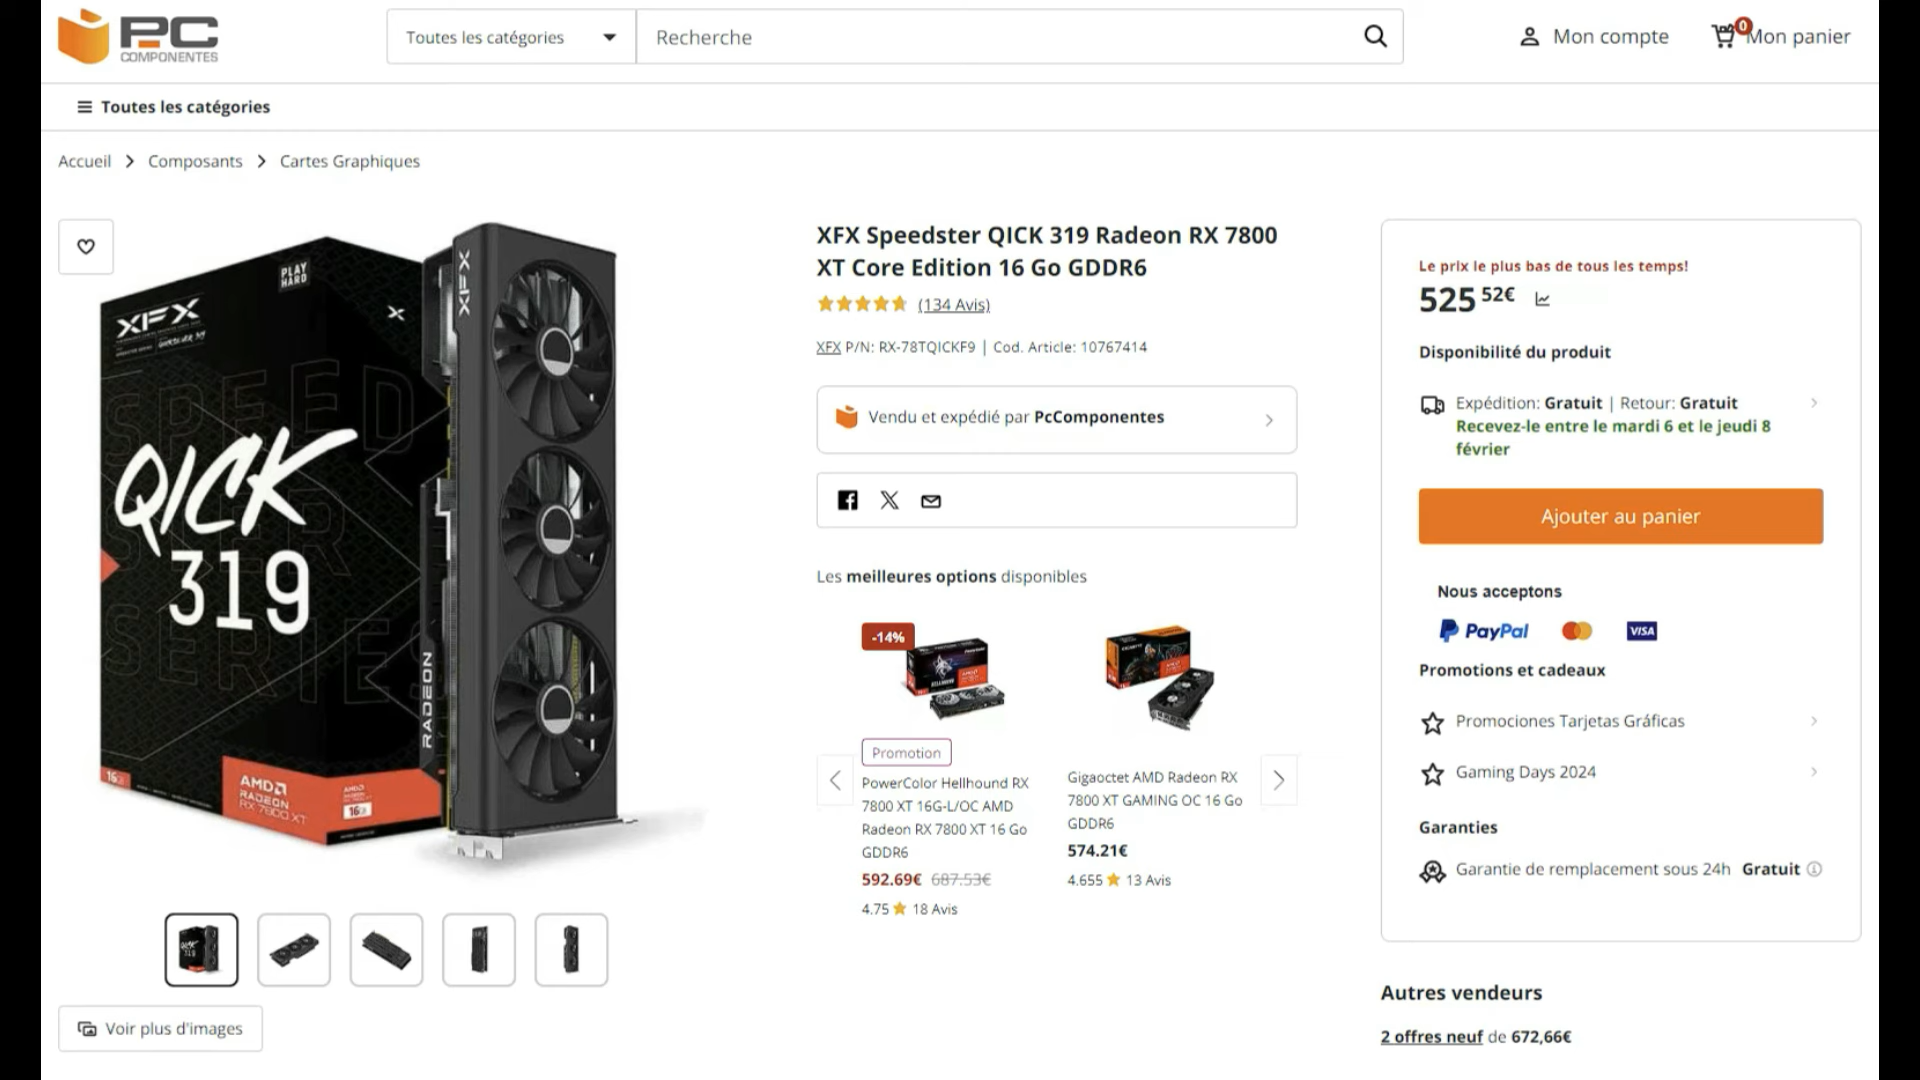 PC
COMPONENTES
Toutes les catégories
Recherche
Mon compte
0
Mon panier
Toutes les catégories
Accueil
Composants
Cartes Graphiques
PLAY
HARD
XFX
SPEED
QICK
319
SERIES
16
AMD
RADEON
RX 7800 XT
AMD
16
XFX
RADEON
Voir plus d'images
XFX Speedster QICK 319 Radeon RX 7800
XT Core Edition 16 Go GDDR6
(134 Avis)
XFX P/N: RX-78TQICKF9 | Cod. Article: 10767414
Vendu et expédié par PcComponentes
Les meilleures options disponibles
-14%
Promotion
PowerColor Hellhound RX
7800 XT 16G-L/OC AMD
Radeon RX 7800 XT 16 Go
GDDR6
592.69€ 687.53€
4.75 18 Avis
Gigaoctet AMD Radeon RX
7800 XT GAMING OC 16 Go
GDDR6
574.21€
4.655 13 Avis
Le prix le plus bas de tous les temps!
525 52€
Disponibilité du produit
Expédition: Gratuit | Retour: Gratuit
Recevez-le entre le mardi 6 et le jeudi 8
février
Ajouter au panier
Nous acceptons
PayPal
VISA
Promotions et cadeaux
Promociones Tarjetas Gráficas
Gaming Days 2024
Garanties
Garantie de remplacement sous 24h Gratuit
Autres vendeurs
2 offres neuf de 672,66€